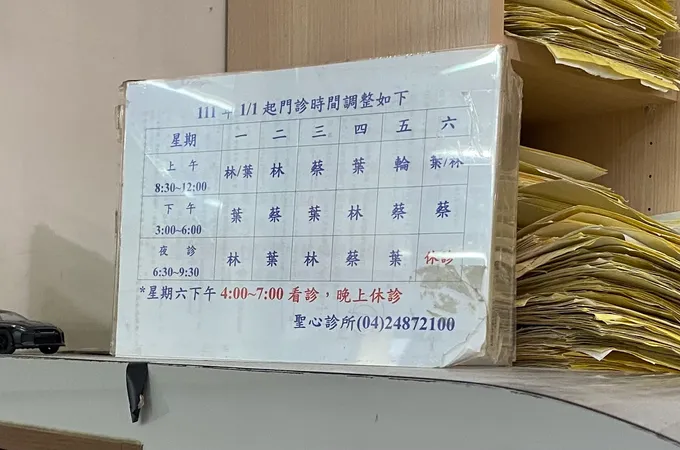 111 年 1/1 起門診時間調整如下
星期 一 二 三 四 五 六
上午 8:30~12:00 林/葉 林 蔡 葉 輪 葉/林
下午 3:00~6:00 葉 蔡 葉 林 蔡 蔡
夜診 6:30~9:30 林 葉 林 蔡 葉 休診
*星期六下午 4:00~7:00 看診，晚上休診
聖心診所(04)24872100